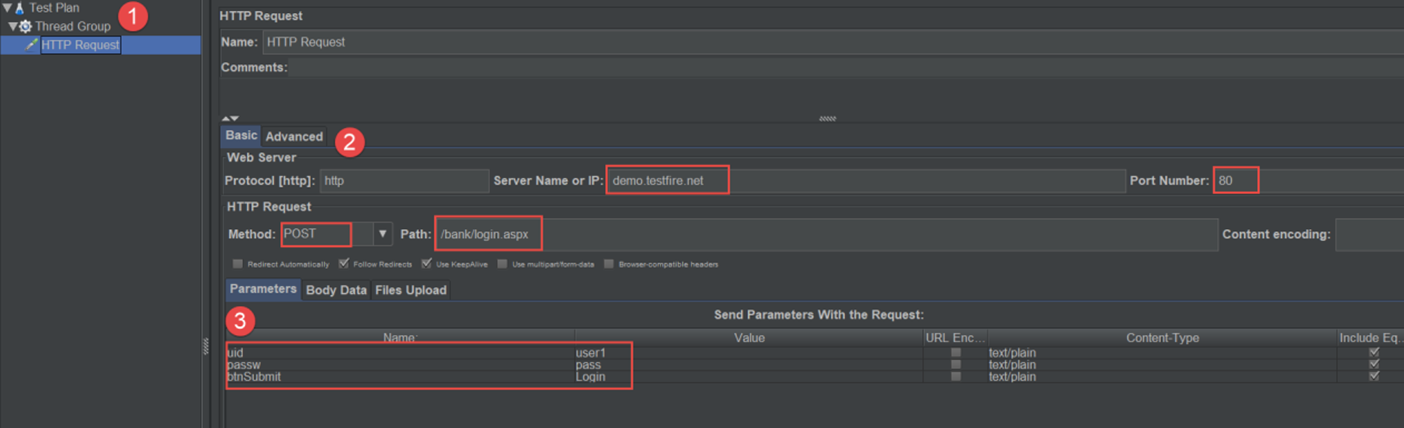 Test Plan
1
Thread Group
HTTP Request
HTTP Request
Name: HTTP Request
Comments:
Basic Advanced
2
Web Server
Protocol [http]: http Server Name or IP: demo.testfire.net Port Number: 80
HTTP Request
Method: POST Path: /bank/login.aspx Content encoding:
Redirect Automatically Follow Redirects Use KeepAlive Use multipart/form-data Browser-compatible headers
Parameters Body Data Files Upload
3
Send Parameters With the Request:
Name: Value URL Enc... Content-Type Include Eq...
uid user1 text/plain
passw pass text/plain
btnSubmit Login text/plain